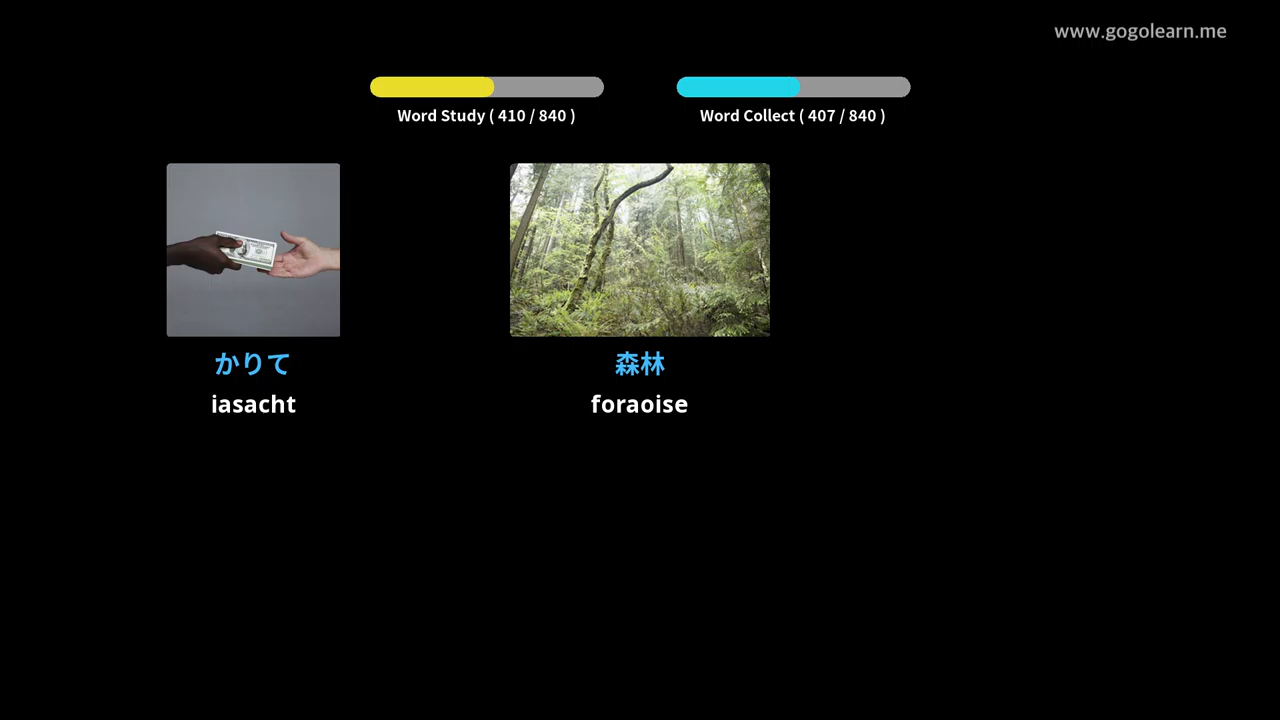 www.gogolearn.me
Word Study ( 410 / 840 )
Word Collect ( 407 / 840 )
かりて
iasacht
森林
foraoise